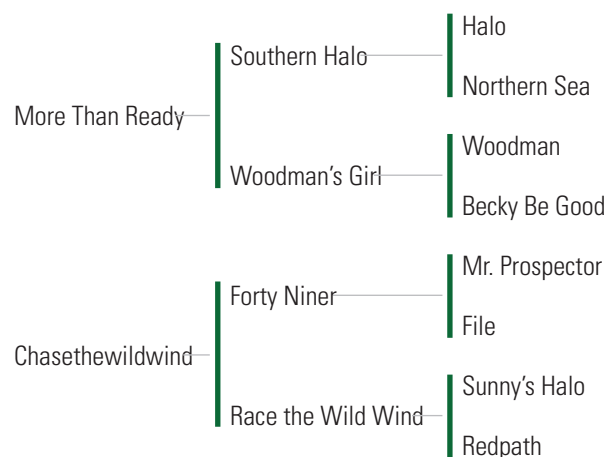 Halo
Southern Halo
Northern Sea
More Than Ready
Woodman
Woodman's Girl
Becky Be Good
Mr. Prospector
Forty Niner
File
Chasethewildwind
Sunny's Halo
Race the Wild Wind
Redpath